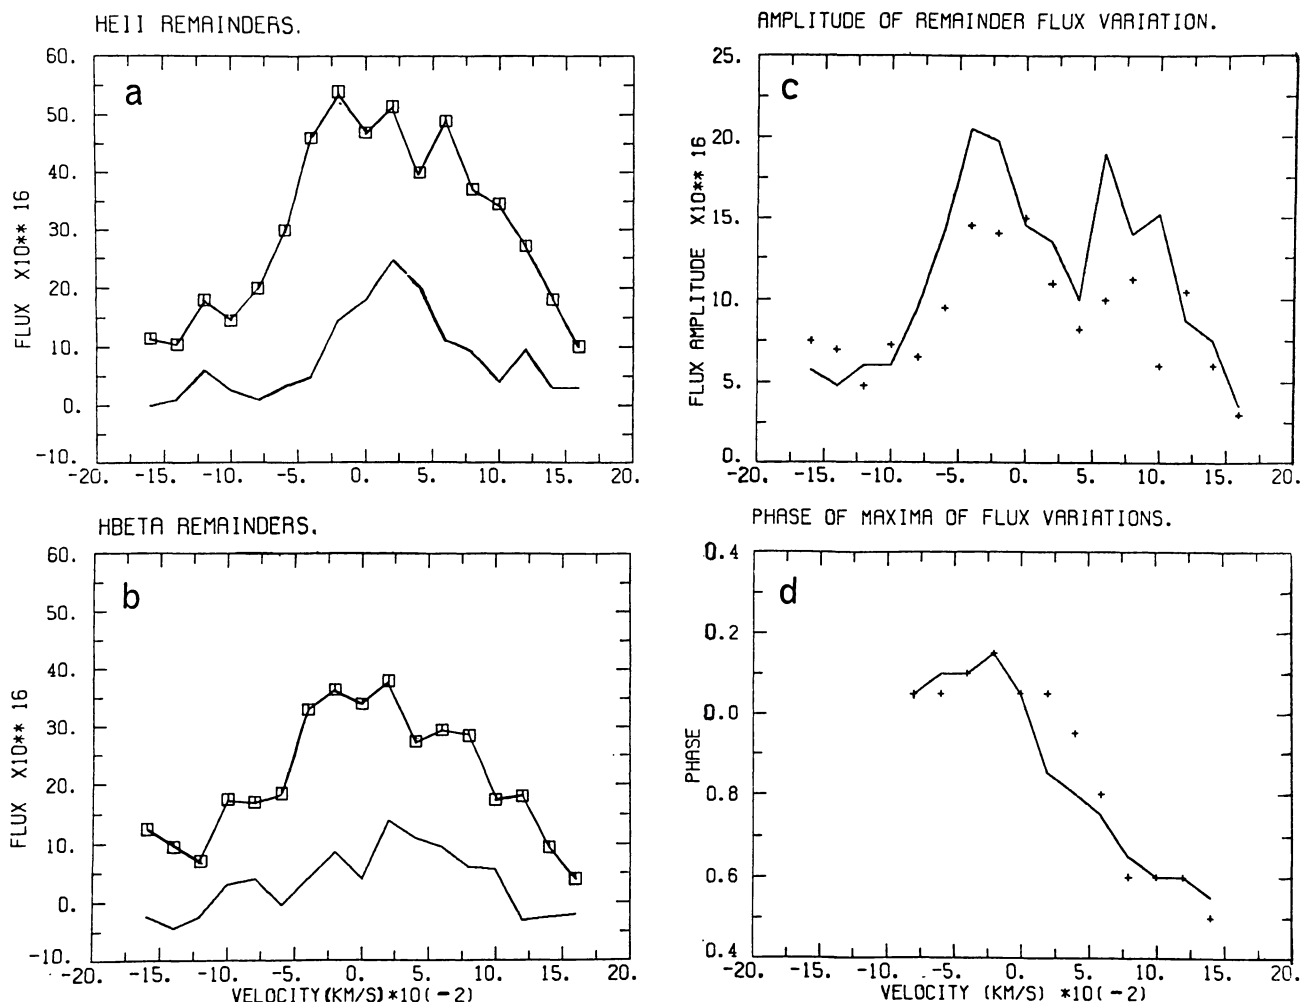 HEII REMAINDERS.
a
60.
50.
40.
30.
20.
10.
0.
-10.
FLUX X10** 16
-20. -15. -10. -5. 0. 5. 10. 15. 20.
AMPLITUDE OF REMAINDER FLUX VARIATION.
c
25.
20.
15.
10.
5.
0.
FLUX AMPLITUDE X10** 16
-20. -15. -10. -5. 0. 5. 10. 15. 20.
HBETA REMAINDERS.
b
60.
50.
40.
30.
20.
10.
0.
-10.
FLUX X10** 16
-20. -15. -10. -5. 0. 5. 10. 15. 20.
VELOCITY(KM/S)*10(-2)
PHASE OF MAXIMA OF FLUX VARIATIONS.
d
0.4
0.2
0.0
0.8
0.6
0.4
PHASE
-20. -15. -10. -5. 0. 5. 10. 15. 20.
VELOCITY (KM/S) *10(-2)